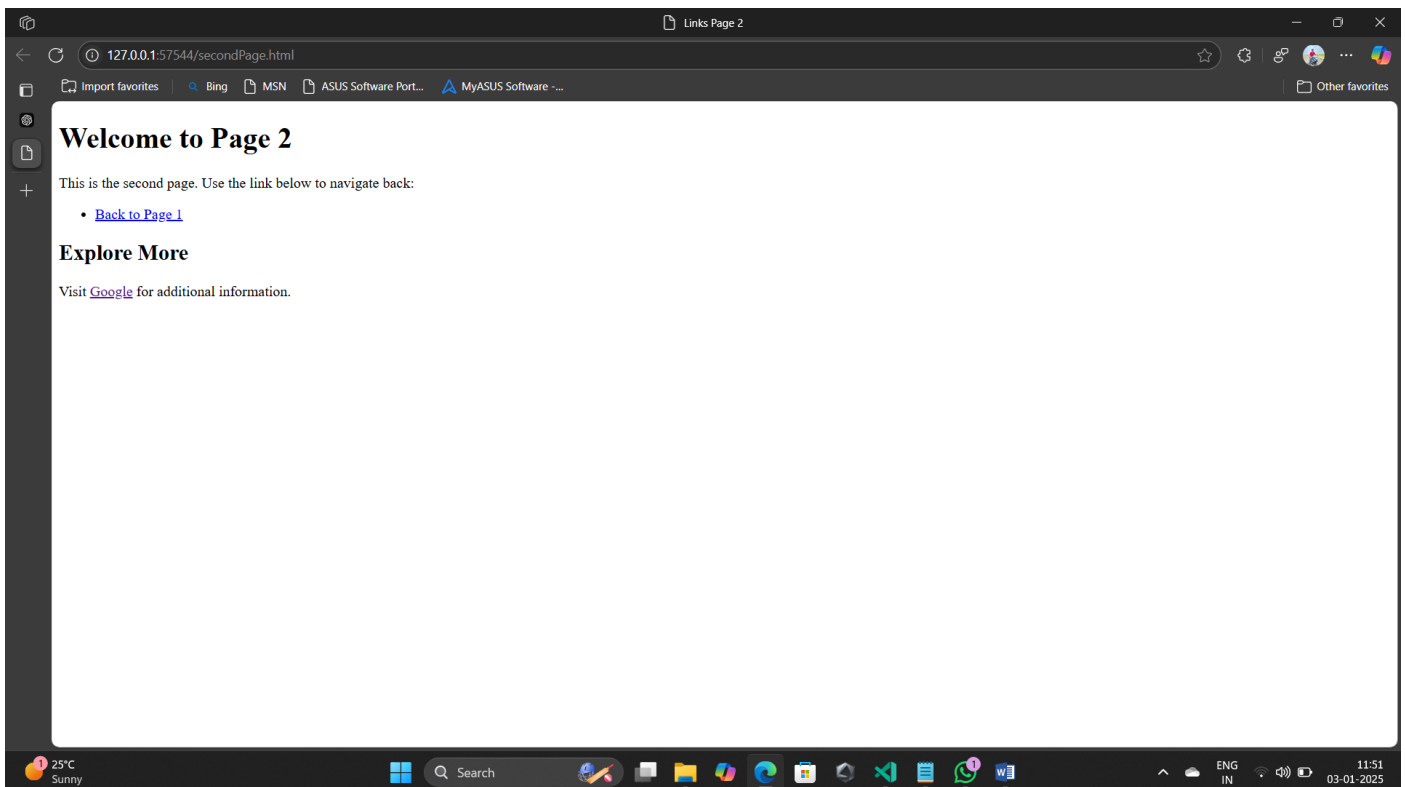 Links Page 2
127.0.0.1:57544/secondPage.html
Import favorites Bing MSN ASUS Software Port... MyASUS Software -... Other favorites
Welcome to Page 2
This is the second page. Use the link below to navigate back:
• Back to Page 1
Explore More
Visit Google for additional information.
1 25°C Search 1 W ENG 11:51
Sunny IN 03-01-2025